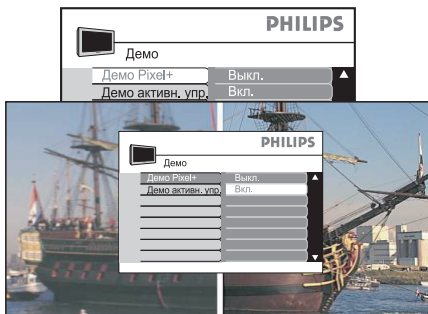 PHILIPS
Демо
Демо Pixel+ Выкл.
Демо активн. упр. Вкл.
PHILIPS
Демо
Демо Pixel+ Выкл.
Демо активн. упр. Вкл.